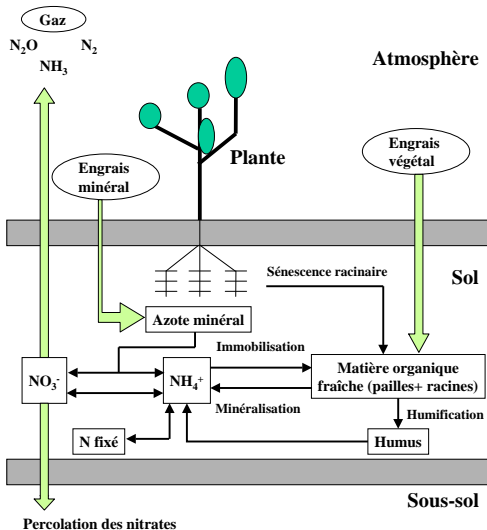 Gaz
N₂O N₂
NH₃
Atmosphère
Plante
Engrais
minéral
Engrais
végétal
Sénescence racinaire
Sol
Azote minéral
Immobilisation
NO₃⁻
NH₄⁺
Matière organique
fraîche (pailles+ racines)
Minéralisation
Humification
N fixé
Humus
Sous-sol
Percolation des nitrates